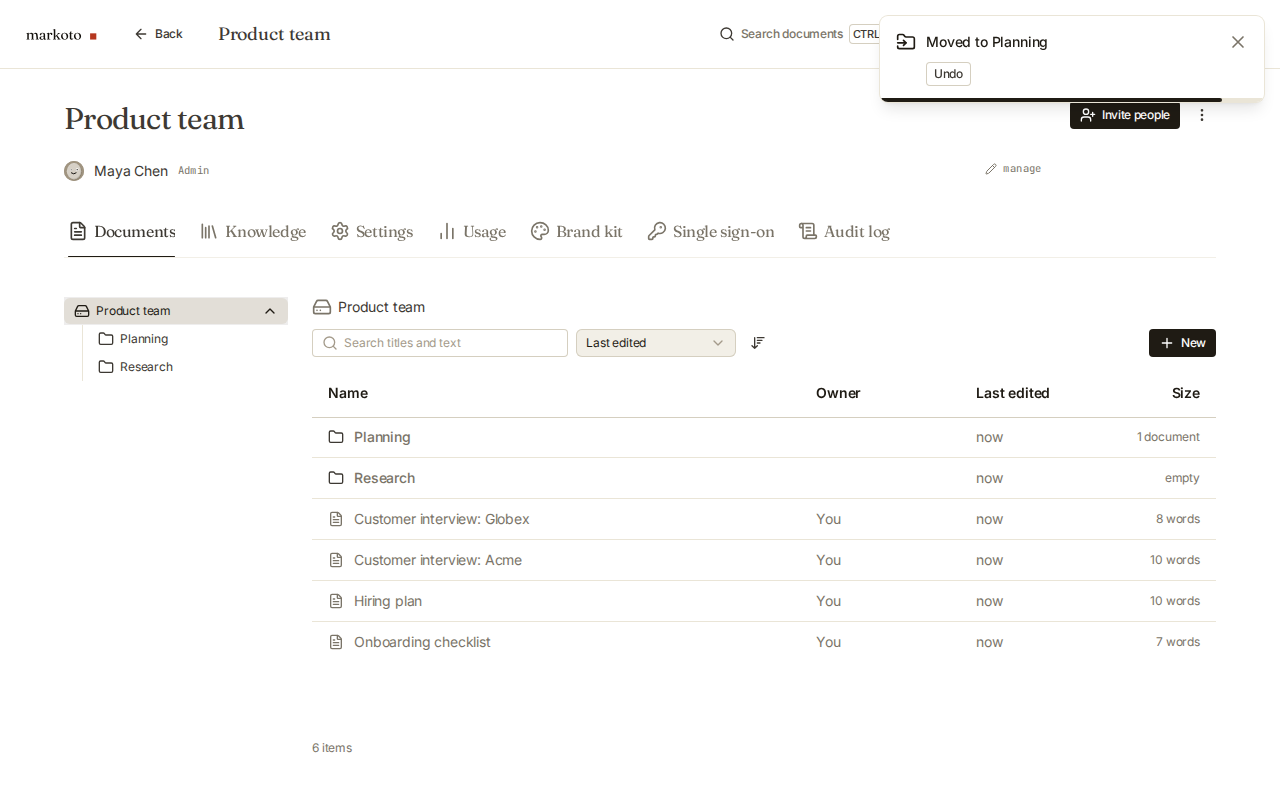 markoto
Back
Product team
Search documents CTRL
Moved to Planning
Undo
Product team
Invite people
Maya Chen Admin
manage
Documents
Knowledge
Settings
Usage
Brand kit
Single sign-on
Audit log
Product team
Planning
Research
Product team
Search titles and text
Last edited
New
Name Owner Last edited Size
Planning now 1 document
Research now empty
Customer interview: Globex You now 8 words
Customer interview: Acme You now 10 words
Hiring plan You now 10 words
Onboarding checklist You now 7 words
6 items